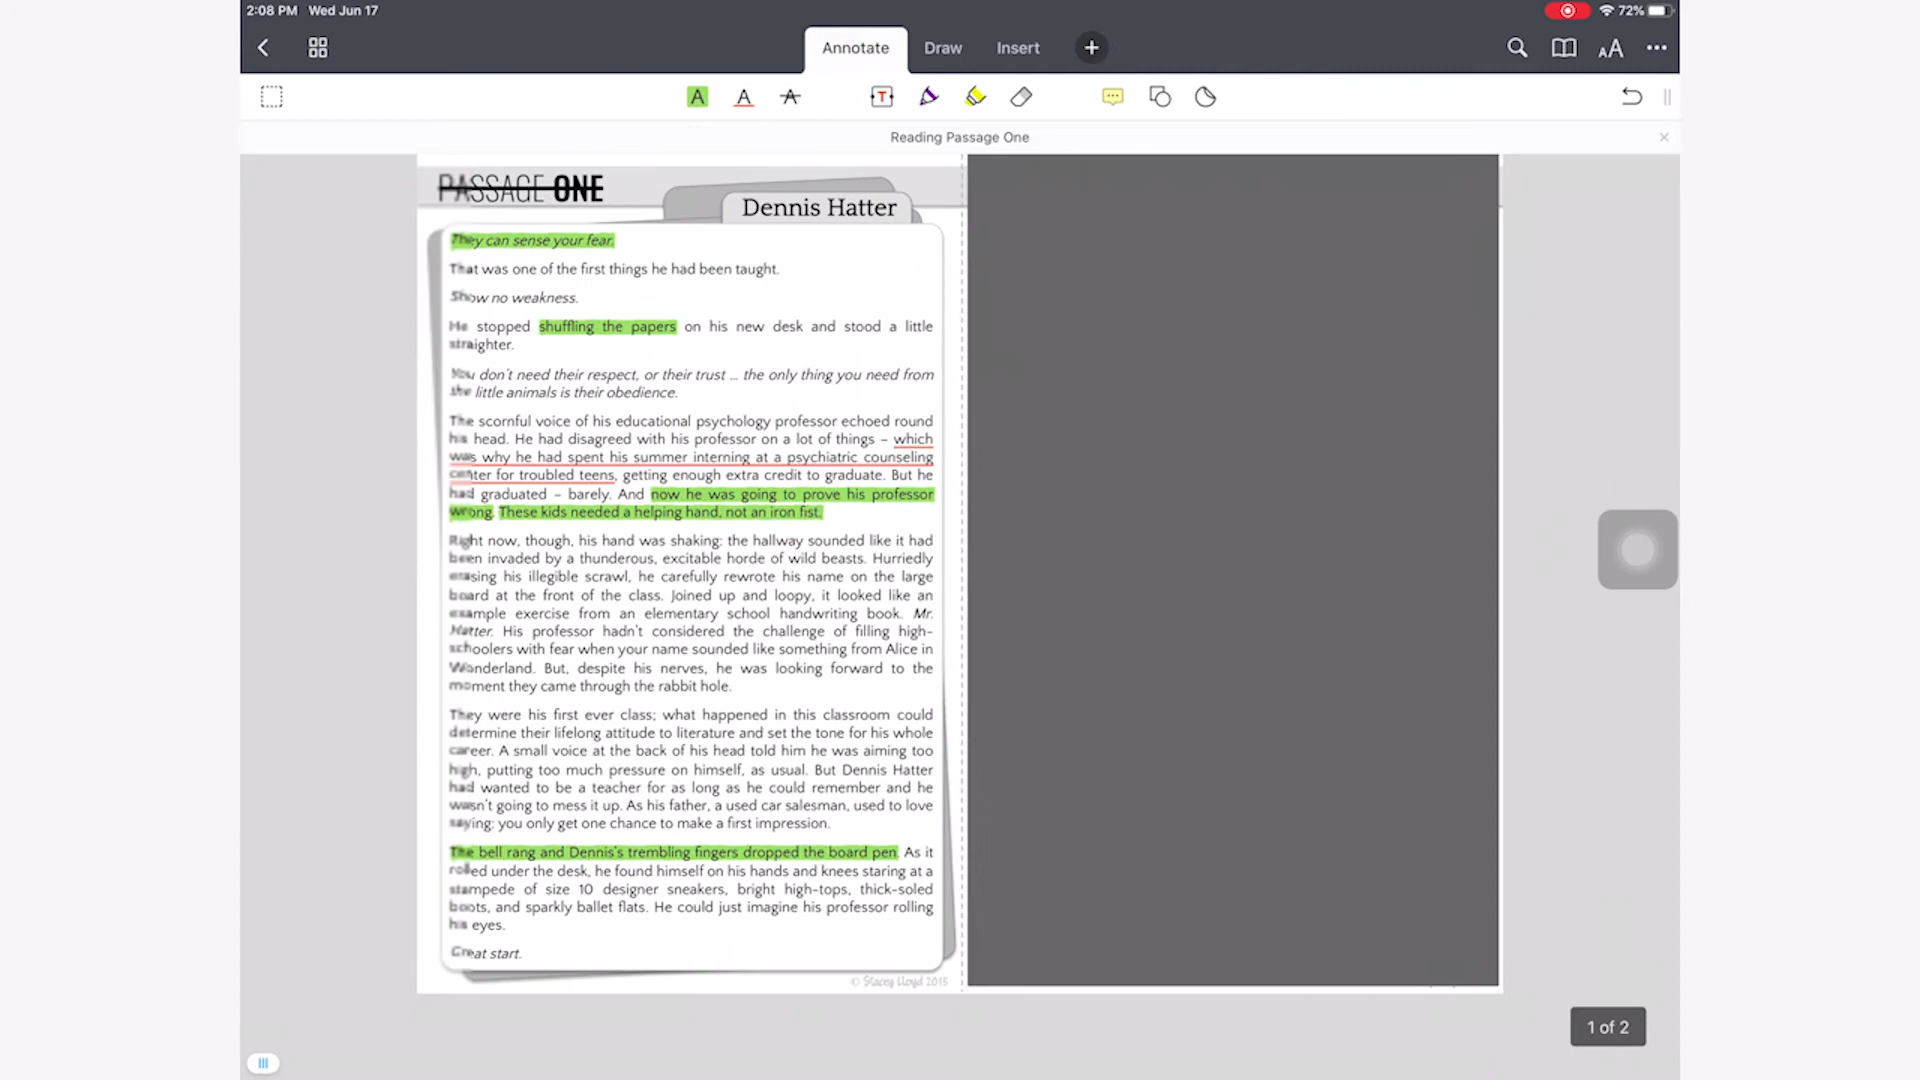 2:08 PM Wed Jun 17
72%
Annotate
Draw
Insert
AA
A A A T
Reading Passage One
PASSAGE ONE
Dennis Hatter
They can sense your fear.
That was one of the first things he had been taught.
Show no weakness.
He stopped shuffling the papers on his new desk and stood a little
straighter.
You don't need their respect, or their trust ... the only thing you need from
the little animals is their obedience.
The scornful voice of his educational psychology professor echoed round
his head. He had disagreed with his professor on a lot of things – which
was why he had spent his summer interning at a psychiatric counseling
center for troubled teens, getting enough extra credit to graduate. But he
had graduated – barely. And now he was going to prove his professor
wrong. These kids needed a helping hand, not an iron fist.
Right now, though, his hand was shaking: the hallway sounded like it had
been invaded by a thunderous, excitable horde of wild beasts. Hurriedly
erasing his illegible scrawl, he carefully rewrote his name on the large
board at the front of the class. Joined up and loopy, it looked like an
example exercise from an elementary school handwriting book. Mr.
Hatter. His professor hadn't considered the challenge of filling high-
schoolers with fear when your name sounded like something from Alice in
Wonderland. But, despite his nerves, he was looking forward to the
moment they came through the rabbit hole.
They were his first ever class; what happened in this classroom could
determine their lifelong attitude to literature and set the tone for his whole
career. A small voice at the back of his head told him he was aiming too
high, putting too much pressure on himself, as usual. But Dennis Hatter
had wanted to be a teacher for as long as he could remember and he
wasn't going to mess it up. As his father, a used car salesman, used to love
saying: you only get one chance to make a first impression.
The bell rang and Dennis's trembling fingers dropped the board pen. As it
rolled under the desk, he found himself on his hands and knees staring at a
stampede of size 10 designer sneakers, bright high-tops, thick-soled
boots, and sparkly ballet flats. He could just imagine his professor rolling
his eyes.
Great start.
© Stacey Lloyd 2015
1 of 2